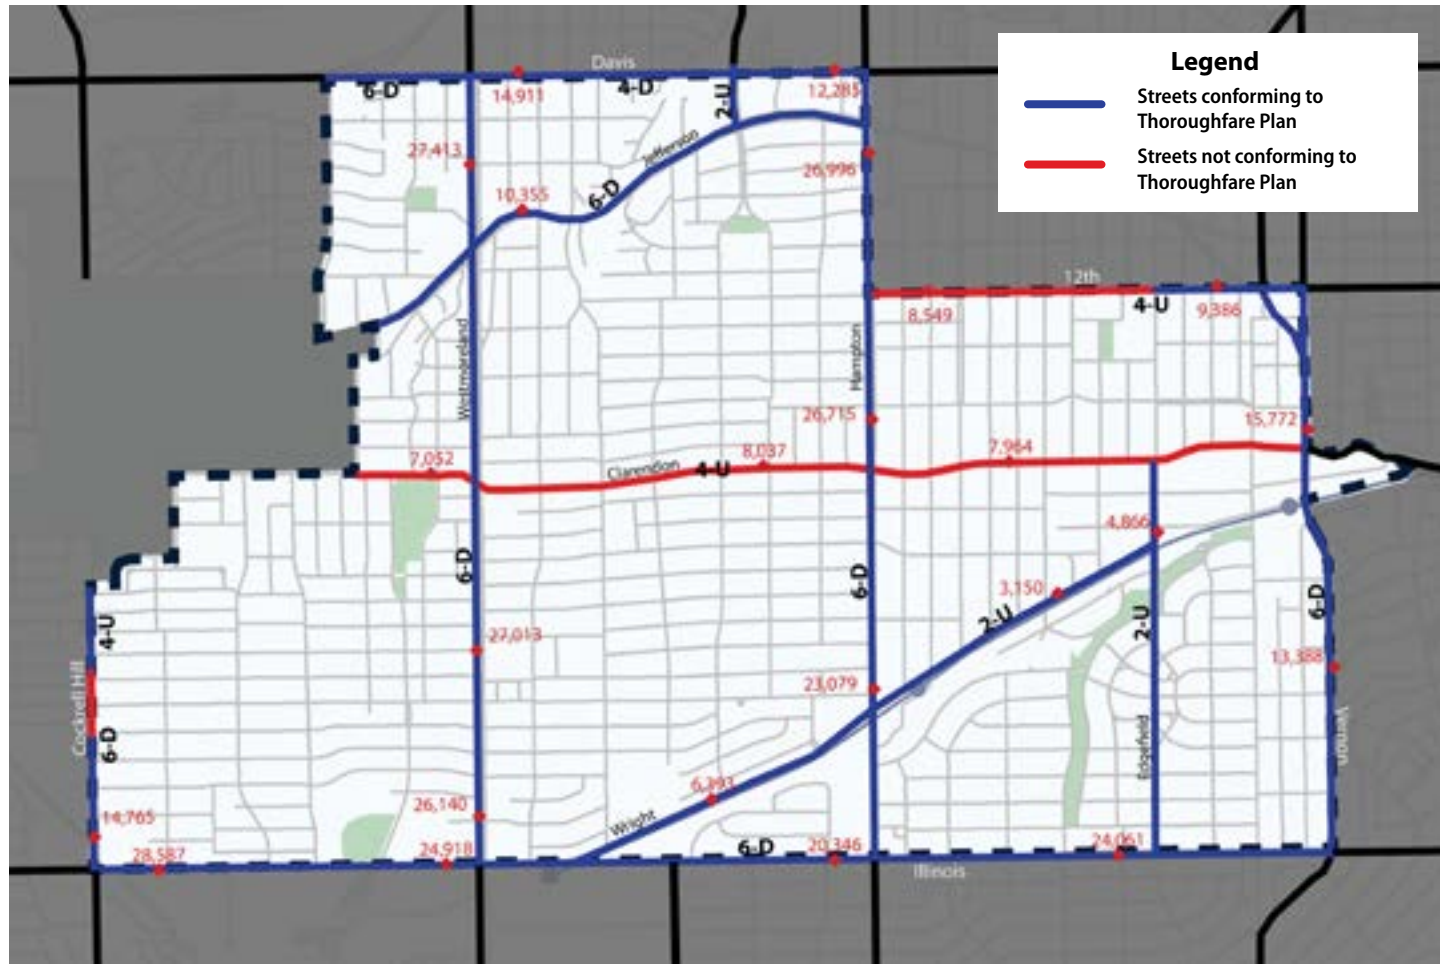 Legend
Streets conforming to
Thoroughfare Plan
Streets not conforming to
Thoroughfare Plan
Davis
6-D
14,911
4-D
2-U
12,285
27,413
Jefferson
26,996
10,355
6-D
12th
4-U
8,549
9,386
Westmoreland
Hampton
26,715
15,772
7,052
Clarendon
4-U
8,037
7,964
4,866
6-D
6-D
3,150
2-U
2-U
6-D
4-U
27,013
13,388
Cockrell Hill
23,079
Vernon
6-D
Edgefield
6,393
26,140
Wright
14,765
28,587
24,918
6-D
20,346
24,061
Illinois